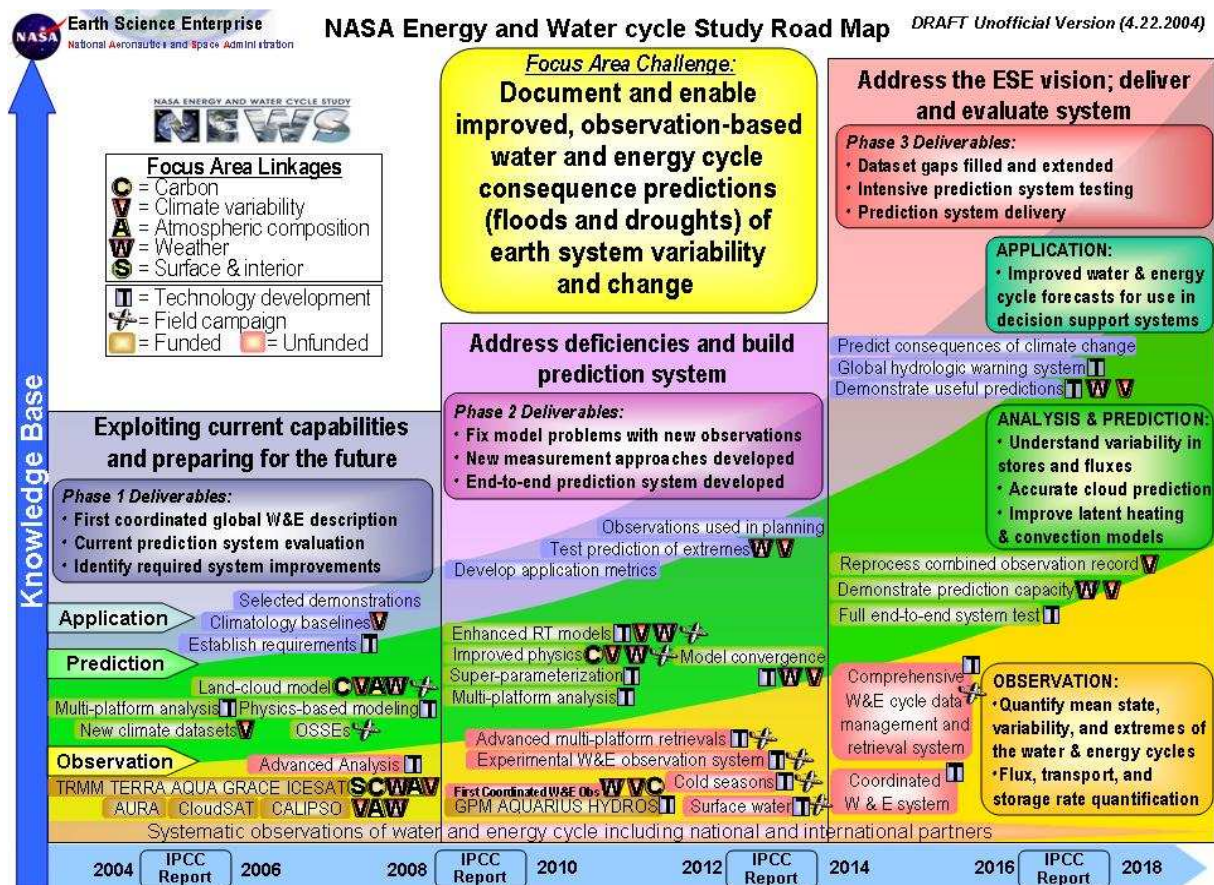 NASA
Earth Science Enterprise
National Aeronautics and Space Administration
NASA Energy and Water cycle Study Road Map
DRAFT Unofficial Version (4.22.2004)
Knowledge Base
NASA ENERGY AND WATER CYCLE STUDY
NEWS
Focus Area Linkages
C = Carbon
V = Climate variability
A = Atmospheric composition
W = Weather
S = Surface & interior
T = Technology development
= Field campaign
= Funded = Unfunded
Focus Area Challenge:
Document and enable
improved, observation-based
water and energy cycle
consequence predictions
(floods and droughts) of
earth system variability
and change
Address the ESE vision; deliver
and evaluate system
Phase 3 Deliverables:
• Dataset gaps filled and extended
• Intensive prediction system testing
• Prediction system delivery
APPLICATION:
• Improved water & energy
cycle forecasts for use in
decision support systems
Predict consequences of climate change
Global hydrologic warning system T
Demonstrate useful predictions T W V
ANALYSIS & PREDICTION:
• Understand variability in
stores and fluxes
• Accurate cloud prediction
• Improve latent heating
& convection models
Reprocess combined observation record V
Demonstrate prediction capacity W V
Full end-to-end system test T
Comprehensive T
W&E cycle data
management and
retrieval system
Coordinated T
W & E system
OBSERVATION:
•Quantify mean state,
variability, and extremes of
the water & energy cycles
•Flux, transport, and
storage rate quantification
Address deficiencies and build
prediction system
Phase 2 Deliverables:
• Fix model problems with new observations
• New measurement approaches developed
• End-to-end prediction system developed
Observations used in planning
Test prediction of extremes W V
Develop application metrics
Enhanced RT models T V W
Improved physics C V W Model convergence
Super-parameterization T T W V
Multi-platform analysis T
Advanced multi-platform retrievals T
Experimental W&E observation system T
First Coordinated W&E Obs W V C Cold seasons T
GPM AQUARIUS HYDROS T Surface water T
Exploiting current capabilities
and preparing for the future
Phase 1 Deliverables:
• First coordinated global W&E description
• Current prediction system evaluation
• Identify required system improvements
Application
Selected demonstrations
Climatology baselines V
Establish requirements T
Prediction
Land-cloud model C V A W
Multi-platform analysis T Physics-based modeling T
New climate datasets V OSSEs
Observation
Advanced Analysis T
TRMM TERRA AQUA GRACE ICESAT S C W A V
AURA CloudSAT CALIPSO V A W
Systematic observations of water and energy cycle including national and international partners
2004 IPCC Report 2006 2008 IPCC Report 2010 2012 IPCC Report 2014 2016 IPCC Report 2018